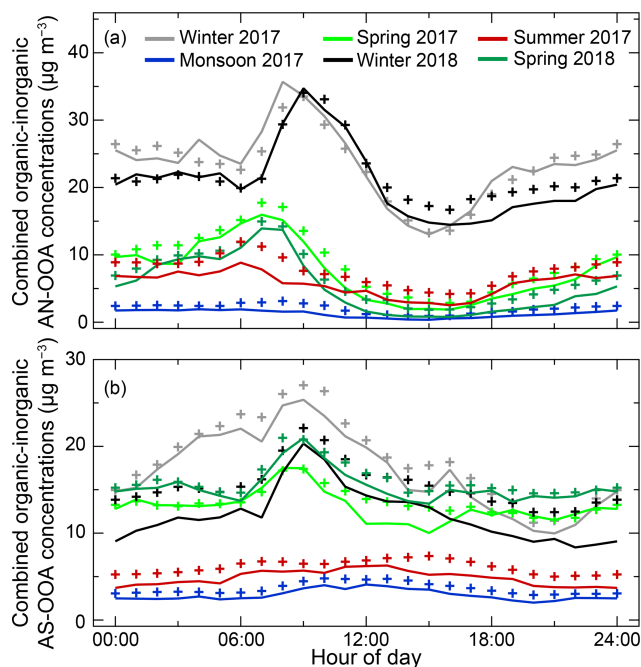 (a)
Winter 2017 Spring 2017 Summer 2017
Monsoon 2017 Winter 2018 Spring 2018
Combined organic-inorganic
AN-OOA concentrations (µg m⁻³)
40
30
20
10
0
(b)
Combined organic-inorganic
AS-OOA concentrations (µg m⁻³)
30
20
10
0
00:00 06:00 12:00 18:00 24:00
Hour of day